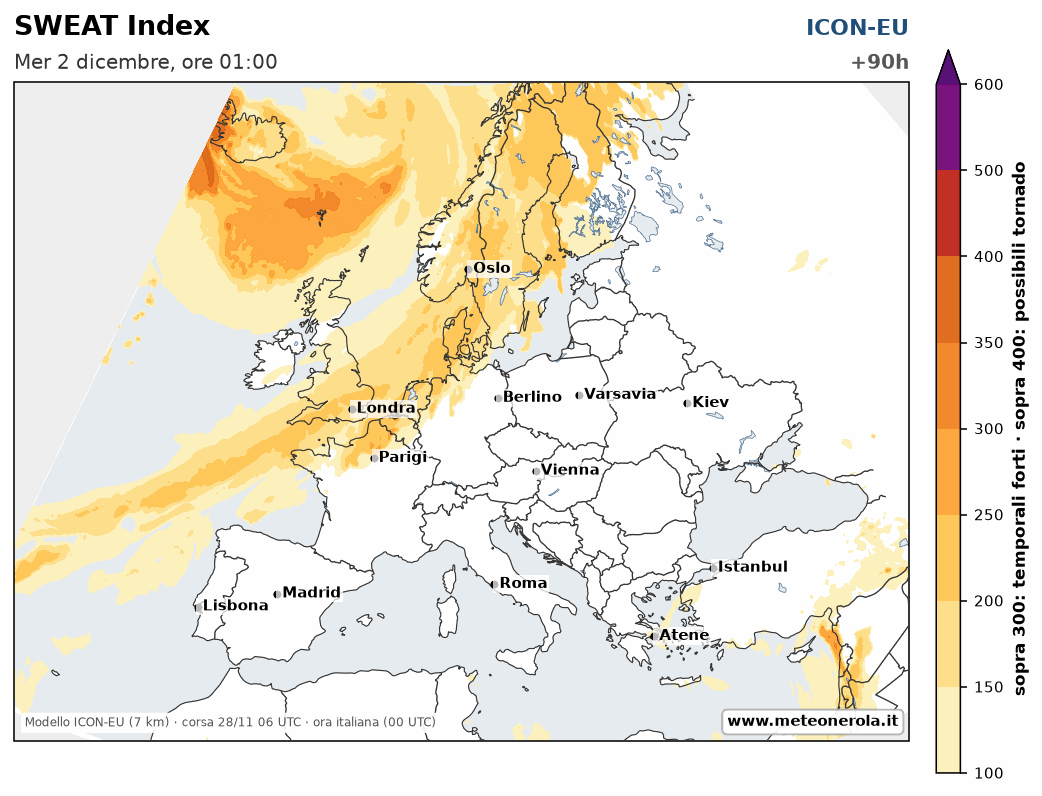 SWEAT Index
ICON-EU
Mer 2 dicembre, ore 01:00
+90h
600
500
400
350
300
250
200
150
100
sopra 300: temporali forti · sopra 400: possibili tornado
Oslo
Berlino
Varsavia
Kiev
Londra
Parigi
Vienna
Istanbul
Roma
Madrid
Lisbona
Atene
Modello ICON-EU (7 km) · corsa 28/11 06 UTC · ora italiana (00 UTC)
www.meteonerola.it